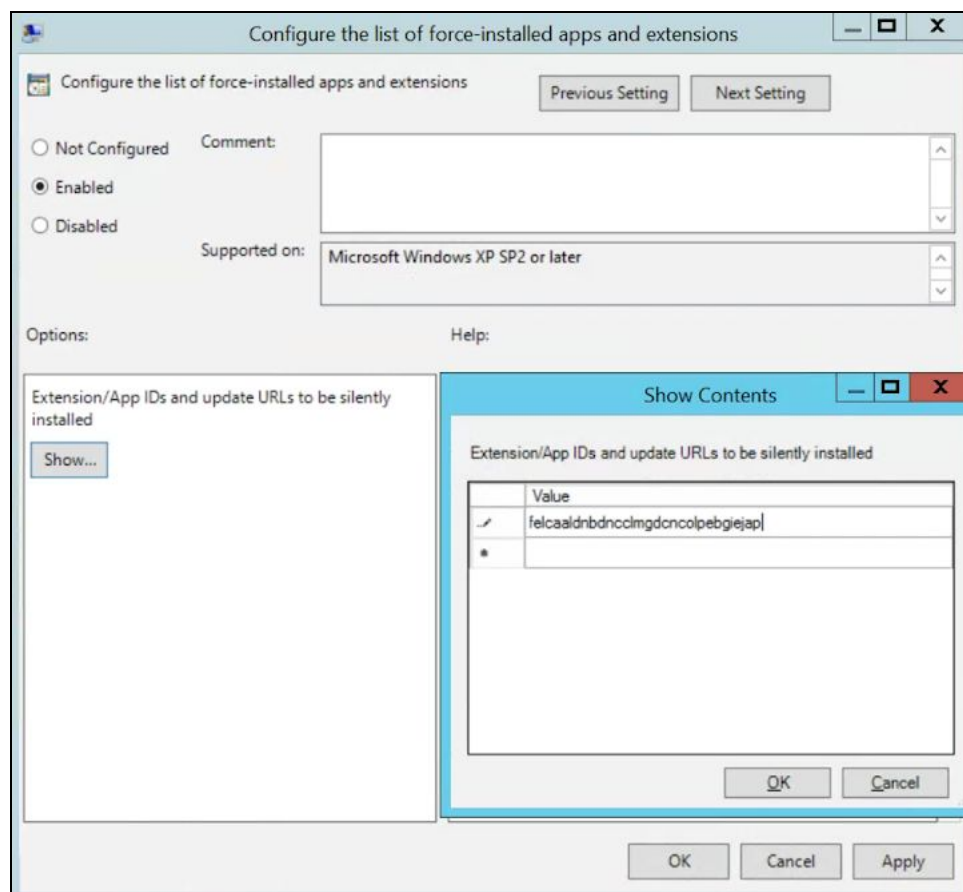 Configure the list of force-installed apps and extensions
Configure the list of force-installed apps and extensions
Previous Setting
Next Setting
Not Configured
Comment:
Enabled
Disabled
Supported on:
Microsoft Windows XP SP2 or later
Options:
Help:
Extension/App IDs and update URLs to be silently
installed
Show...
Show Contents
Extension/App IDs and update URLs to be silently installed
Value
felcaaldnbdncclmgdcncolpebgiejap
OK
Cancel
OK
Cancel
Apply